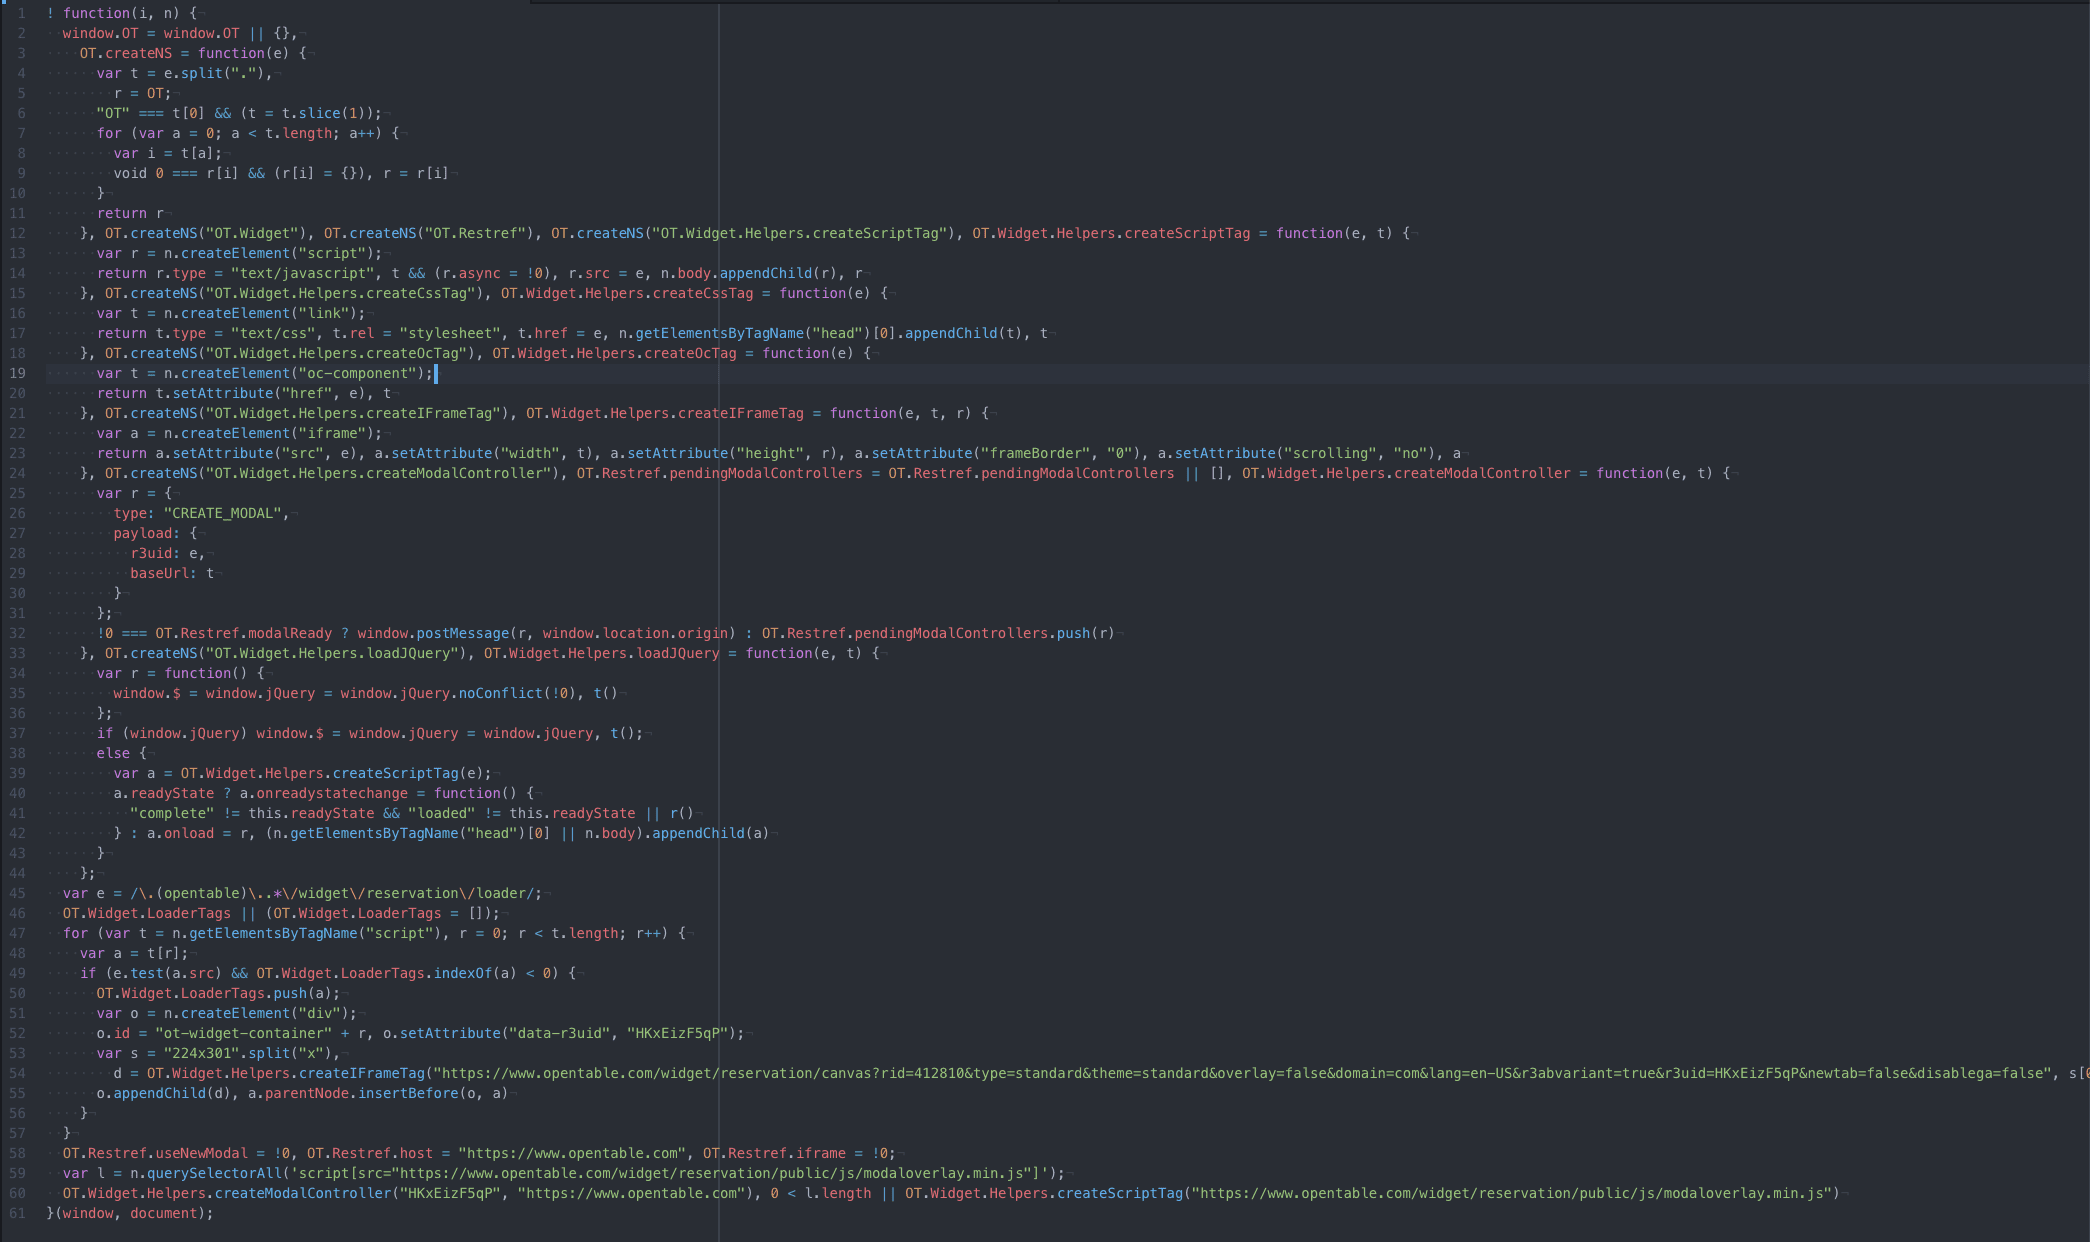 1 ! function(i, n) {
2 window.OT = window.OT || {},
3 OT.createNS = function(e) {
4 var t = e.split("."),
5 r = OT;
6 "OT" === t[0] && (t = t.slice(1));
7 for (var a = 0; a < t.length; a++) {
8 var i = t[a];
9 void 0 === r[i] && (r[i] = {}), r = r[i]
10 }
11 return r
12 }, OT.createNS("OT.Widget"), OT.createNS("OT.Restref"), OT.createNS("OT.Widget.Helpers.createScriptTag"), OT.Widget.Helpers.createScriptTag = function(e, t) {
13 var r = n.createElement("script");
14 return r.type = "text/javascript", t && (r.async = !0), r.src = e, n.body.appendChild(r), r
15 }, OT.createNS("OT.Widget.Helpers.createCssTag"), OT.Widget.Helpers.createCssTag = function(e) {
16 var t = n.createElement("link");
17 return t.type = "text/css", t.rel = "stylesheet", t.href = e, n.getElementsByTagName("head")[0].appendChild(t), t
18 }, OT.createNS("OT.Widget.Helpers.createOcTag"), OT.Widget.Helpers.createOcTag = function(e) {
19 var t = n.createElement("oc-component");
20 return t.setAttribute("href", e), t
21 }, OT.createNS("OT.Widget.Helpers.createIFrameTag"), OT.Widget.Helpers.createIFrameTag = function(e, t, r) {
22 var a = n.createElement("iframe");
23 return a.setAttribute("src", e), a.setAttribute("width", t), a.setAttribute("height", r), a.setAttribute("frameBorder", "0"), a.setAttribute("scrolling", "no"), a
24 }, OT.createNS("OT.Widget.Helpers.createModalController"), OT.Restref.pendingModalControllers = OT.Restref.pendingModalControllers || [], OT.Widget.Helpers.createModalController = function(e, t) {
25 var r = {
26 type: "CREATE_MODAL",
27 payload: {
28 r3uid: e,
29 baseUrl: t
30 }
31 };
32 !0 === OT.Restref.modalReady ? window.postMessage(r, window.location.origin) : OT.Restref.pendingModalControllers.push(r)
33 }, OT.createNS("OT.Widget.Helpers.loadJQuery"), OT.Widget.Helpers.loadJQuery = function(e, t) {
34 var r = function() {
35 window.$ = window.jQuery = window.jQuery.noConflict(!0), t()
36 };
37 if (window.jQuery) window.$ = window.jQuery = window.jQuery, t();
38 else {
39 var a = OT.Widget.Helpers.createScriptTag(e);
40 a.readyState ? a.onreadystatechange = function() {
41 "complete" != this.readyState && "loaded" != this.readyState || r()
42 } : a.onload = r, (n.getElementsByTagName("head")[0] || n.body).appendChild(a)
43 }
44 };
45 var e = /\.(opentable)\..*\/widget\/reservation\/loader/;
46 OT.Widget.LoaderTags || (OT.Widget.LoaderTags = []);
47 for (var t = n.getElementsByTagName("script"), r = 0; r < t.length; r++) {
48 var a = t[r];
49 if (e.test(a.src) && OT.Widget.LoaderTags.indexOf(a) < 0) {
50 OT.Widget.LoaderTags.push(a);
51 var o = n.createElement("div");
52 o.id = "ot-widget-container" + r, o.setAttribute("data-r3uid", "HKxEizF5qP");
53 var s = "224x301".split("x"),
54 d = OT.Widget.Helpers.createIFrameTag("https://www.opentable.com/widget/reservation/canvas?rid=412810&type=standard&theme=standard&overlay=false&domain=com&lang=en-US&r3abvariant=true&r3uid=HKxEizF5qP&newtab=false&disablega=false", s[0
55 o.appendChild(d), a.parentNode.insertBefore(o, a)
56 }
57 }
58 OT.Restref.useNewModal = !0, OT.Restref.host = "https://www.opentable.com", OT.Restref.iframe = !0;
59 var l = n.querySelectorAll('script[src="https://www.opentable.com/widget/reservation/public/js/modaloverlay.min.js"]');
60 OT.Widget.Helpers.createModalController("HKxEizF5qP", "https://www.opentable.com"), 0 < l.length || OT.Widget.Helpers.createScriptTag("https://www.opentable.com/widget/reservation/public/js/modaloverlay.min.js")
61 }(window, document);